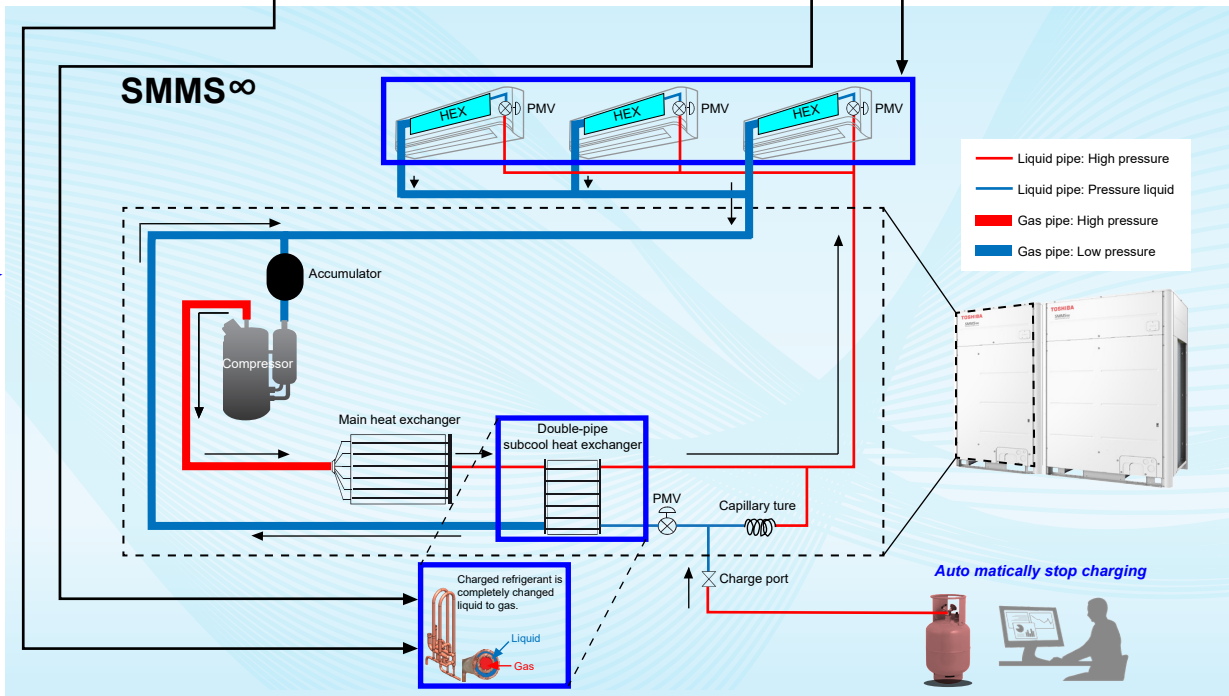 SMMS∞
HEX
PMV
HEX
PMV
HEX
PMV
Liquid pipe: High pressure
Liquid pipe: Pressure liquid
Gas pipe: High pressure
Gas pipe: Low pressure
Accumulator
Compressor
TOSHIBA
TOSHIBA
Main heat exchanger
Double-pipe
subcool heat exchanger
PMV
Capillary ture
Charge port
Auto matically stop charging
Charged refrigerant is
completely changed
liquid to gas.
Liquid
Gas